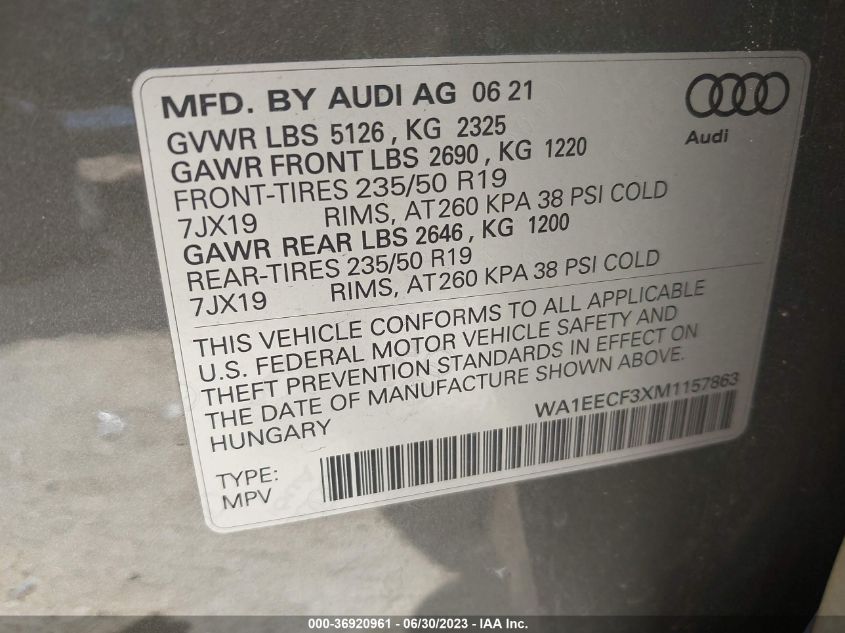 MFD. BY AUDI AG 06 21
GVWR LBS 5126, KG 2325
GAWR FRONT LBS 2690, KG 1220
FRONT-TIRES 235/50 R19
7JX19 RIMS, AT 260 KPA 38 PSI COLD
GAWR REAR LBS 2646, KG 1200
REAR-TIRES 235/50 R19
7JX19 RIMS, AT 260 KPA 38 PSI COLD
Audi
THIS VEHICLE CONFORMS TO ALL APPLICABLE
U.S. FEDERAL MOTOR VEHICLE SAFETY AND
THEFT PREVENTION STANDARDS IN EFFECT ON
THE DATE OF MANUFACTURE SHOWN ABOVE.
HUNGARY
WA1EECF3XM1157863
TYPE:
MPV
000-36920961 - 06/30/2023 - IAA Inc.